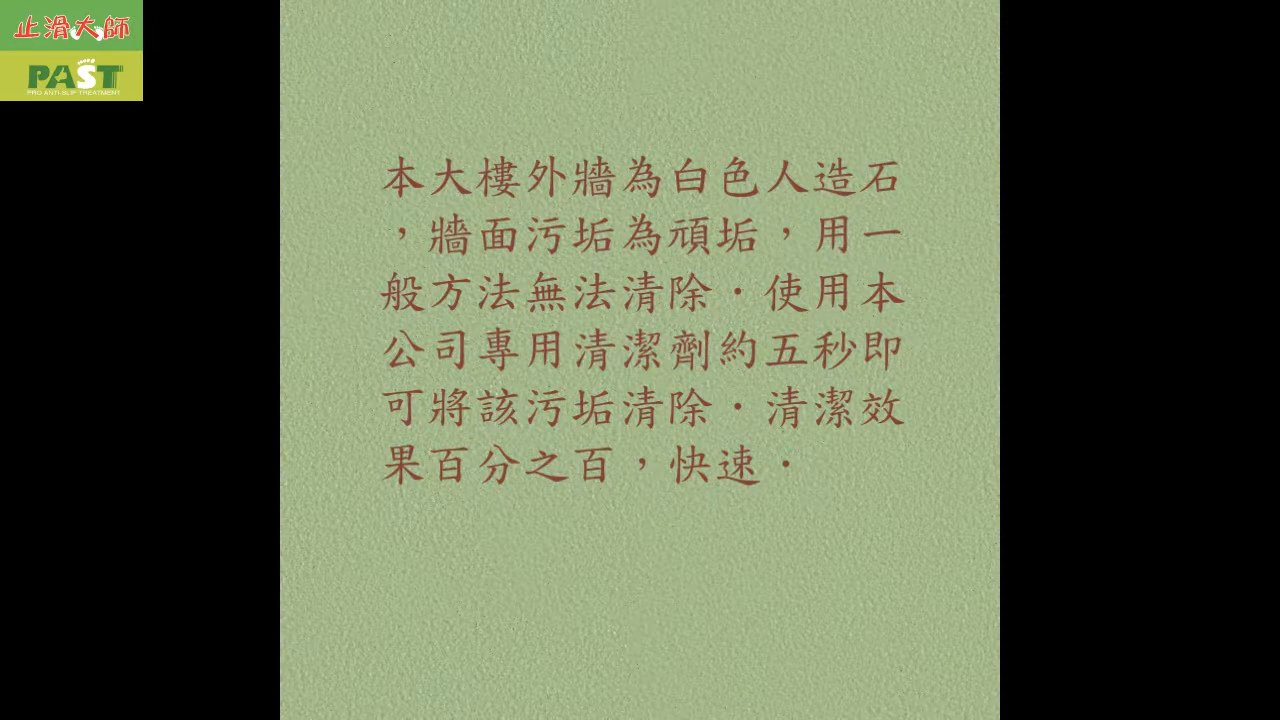 止滑大師
PAST
PRO ANTI-SLIP TREATMENT
本大樓外牆為白色人造石
，牆面污垢為頑垢，用一
般方法無法清除．使用本
公司專用清潔劑約五秒即
可將該污垢清除．清潔效
果百分之百，快速．